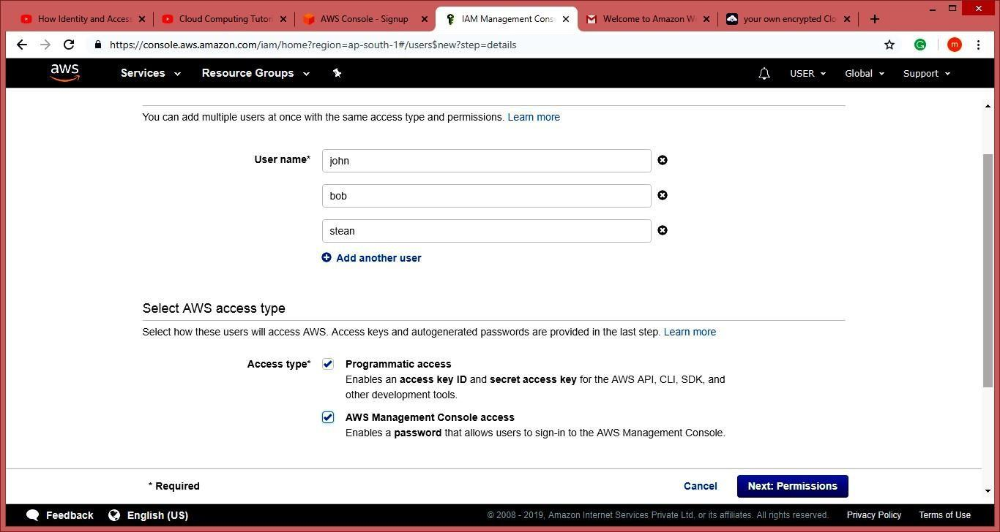 How Identity and Access
Cloud Computing Tutori
AWS Console - Signup
IAM Management Cons
Welcome to Amazon W
your own encrypted Clo
https://console.aws.amazon.com/iam/home?region=ap-south-1#/users$new?step=details
G
m
aws
Services
Resource Groups
USER
Global
Support
You can add multiple users at once with the same access type and permissions. Learn more
User name*
john
bob
stean
Add another user
Select AWS access type
Select how these users will access AWS. Access keys and autogenerated passwords are provided in the last step. Learn more
Access type*
Programmatic access
Enables an access key ID and secret access key for the AWS API, CLI, SDK, and
other development tools.
AWS Management Console access
Enables a password that allows users to sign-in to the AWS Management Console.
* Required
Cancel
Next: Permissions
Feedback
English (US)
© 2008 - 2019, Amazon Internet Services Private Ltd. or its affiliates. All rights reserved.
Privacy Policy
Terms of Use